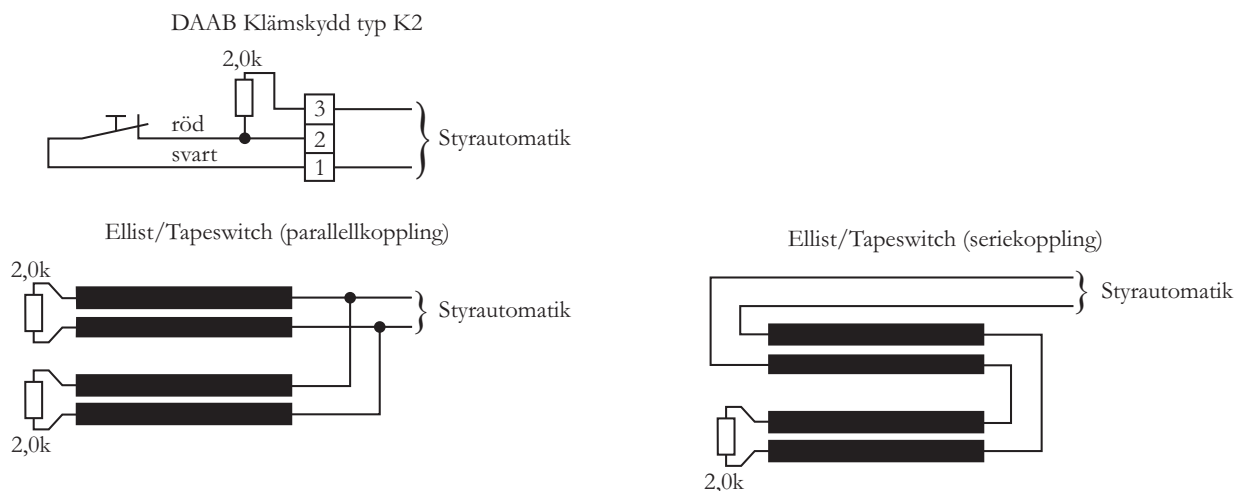 DAAB Klämskydd typ K2
2,0k
3
röd
2
Styrautomatik
svart
1
Ellist/Tapeswitch (parallellkoppling)
2,0k
Styrautomatik
2,0k
Ellist/Tapeswitch (seriekoppling)
Styrautomatik
2,0k